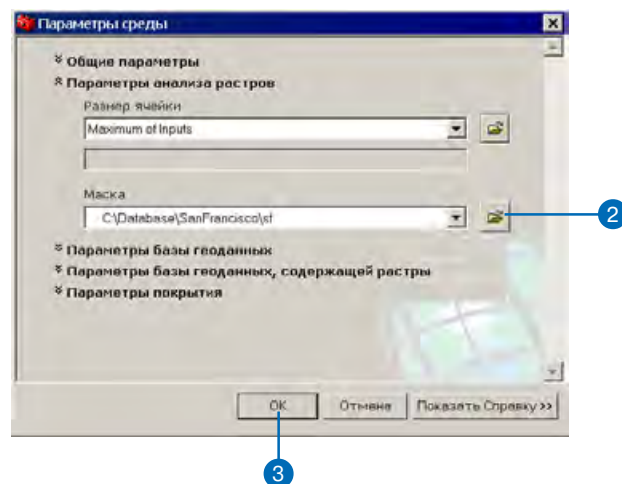 Параметры среды
Общие параметры
Параметры анализа растров
Размер ячейки
Maximum of Inputs
Маска
C:\Database\SanFrancisco\sf
2
Параметры базы геоданных
Параметры базы геоданных, содержащей растры
Параметры покрытия
OK
Отмена
Показать Справку >>
3